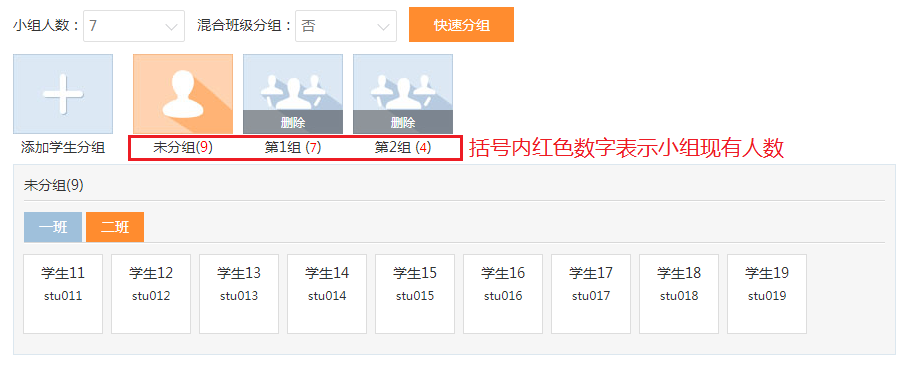 小组人数：7 混合班级分组：否 快速分组
删除 删除
添加学生分组 未分组(9) 第1组 (7) 第2组 (4) 括号内红色数字表示小组现有人数
未分组(9)
一班 二班
学生11 学生12 学生13 学生14 学生15 学生16 学生17 学生18 学生19
stu011 stu012 stu013 stu014 stu015 stu016 stu017 stu018 stu019